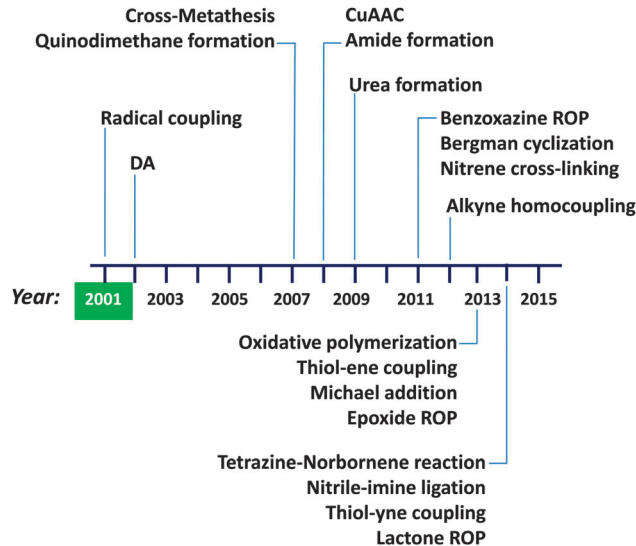 Cross-Metathesis
Quinodimethane formation
CuAAC
Amide formation
Urea formation
Radical coupling
DA
Benzoxazine ROP
Bergman cyclization
Nitrene cross-linking
Alkyne homocoupling
Year: 2001 2003 2005 2007 2009 2011 2013 2015
Oxidative polymerization
Thiol-ene coupling
Michael addition
Epoxide ROP
Tetrazine-Norbornene reaction
Nitrile-imine ligation
Thiol-yne coupling
Lactone ROP